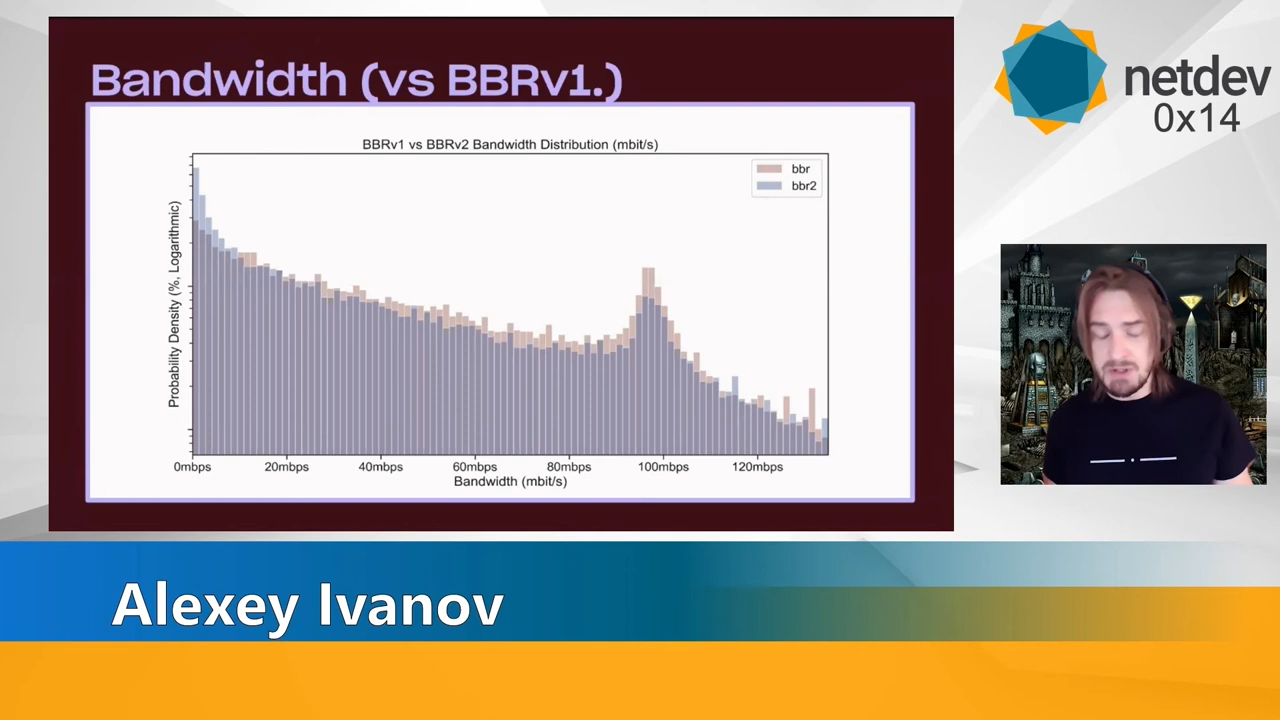 Bandwidth (vs BBRv1.)
BBRv1 vs BBRv2 Bandwidth Distribution (mbit/s)
bbr
bbr2
Probability Density (%, Logarithmic)
0mbps 20mbps 40mbps 60mbps 80mbps 100mbps 120mbps
Bandwidth (mbit/s)
netdev
0x14
Alexey Ivanov